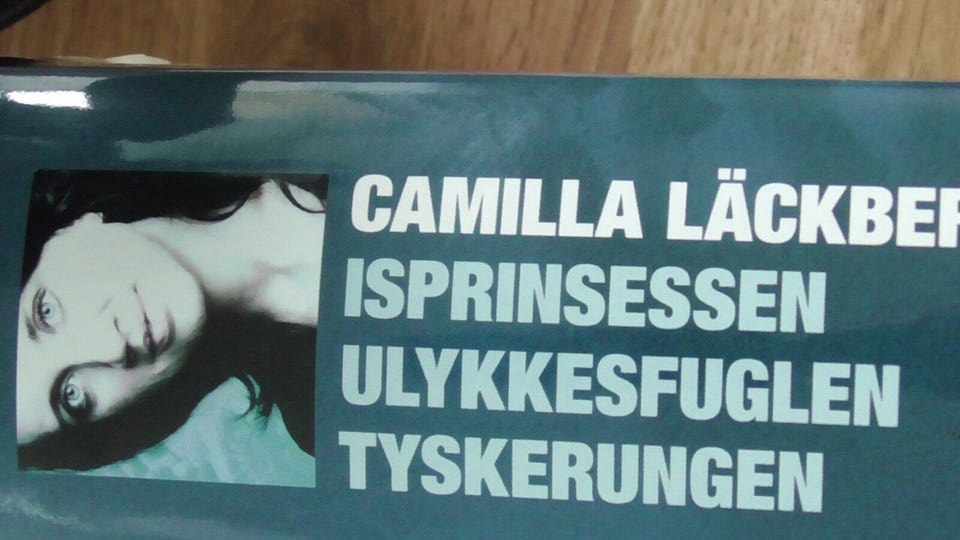 CAMILLA LÄCKBER
ISPRINSESSEN
ULYKKESFUGLEN
TYSKERUNGEN